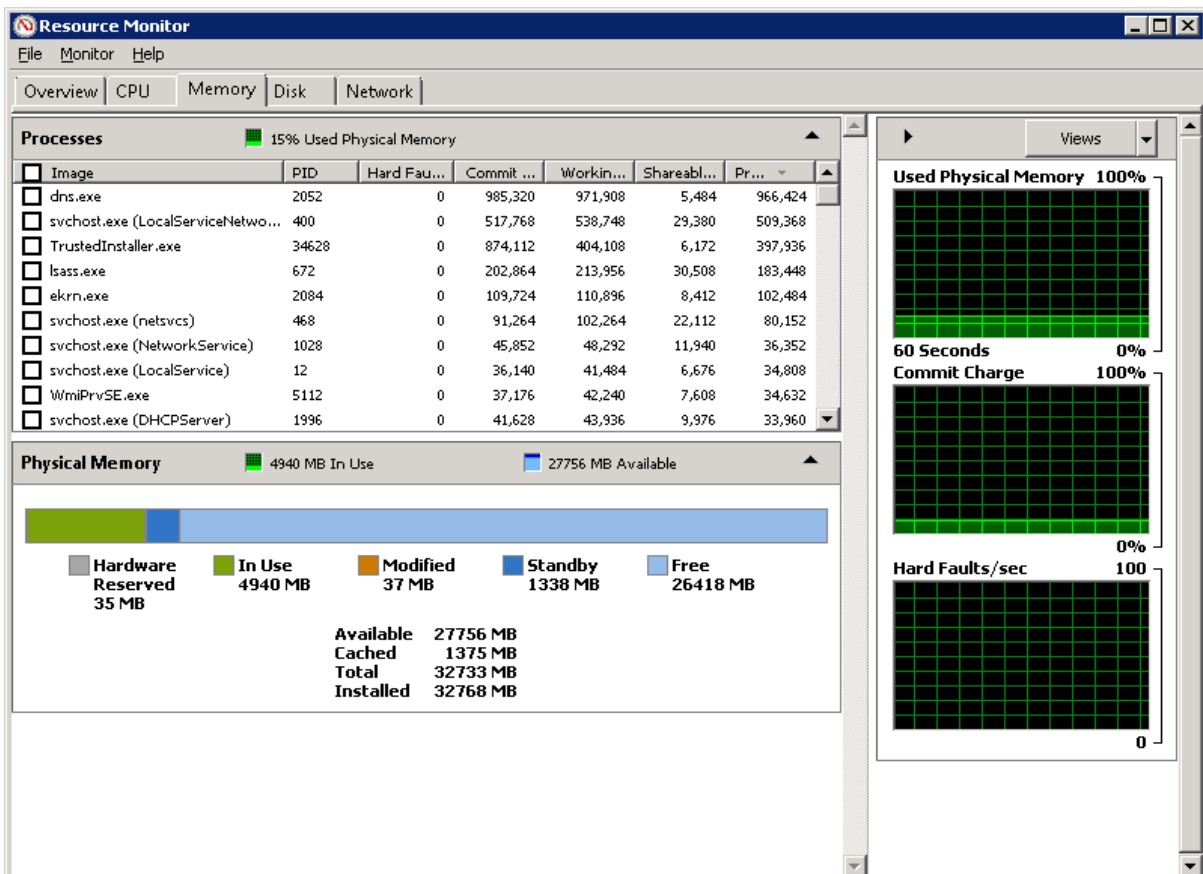 Resource Monitor
File Monitor Help
Overview CPU Memory Disk Network
Processes 15% Used Physical Memory
Image PID Hard Fau... Commit ... Workin... Shareabl... Pr...
dns.exe 2052 0 985,320 971,908 5,484 966,424
svchost.exe (LocalServiceNetwo... 400 0 517,768 538,748 29,380 509,368
TrustedInstaller.exe 34628 0 874,112 404,108 6,172 397,936
lsass.exe 672 0 202,864 213,956 30,508 183,448
ekrn.exe 2084 0 109,724 110,896 8,412 102,484
svchost.exe (netsvcs) 468 0 91,264 102,264 22,112 80,152
svchost.exe (NetworkService) 1028 0 45,852 48,292 11,940 36,352
svchost.exe (LocalService) 12 0 36,140 41,484 6,676 34,808
WmiPrvSE.exe 5112 0 37,176 42,240 7,608 34,632
svchost.exe (DHCPServer) 1996 0 41,628 43,936 9,976 33,960
Physical Memory 4940 MB In Use 27756 MB Available
Hardware In Use Modified Standby Free
Reserved 4940 MB 37 MB 1338 MB 26418 MB
35 MB
Available 27756 MB
Cached 1375 MB
Total 32733 MB
Installed 32768 MB
Views
Used Physical Memory 100%
60 Seconds 0%
Commit Charge 100%
0%
Hard Faults/sec 100
0